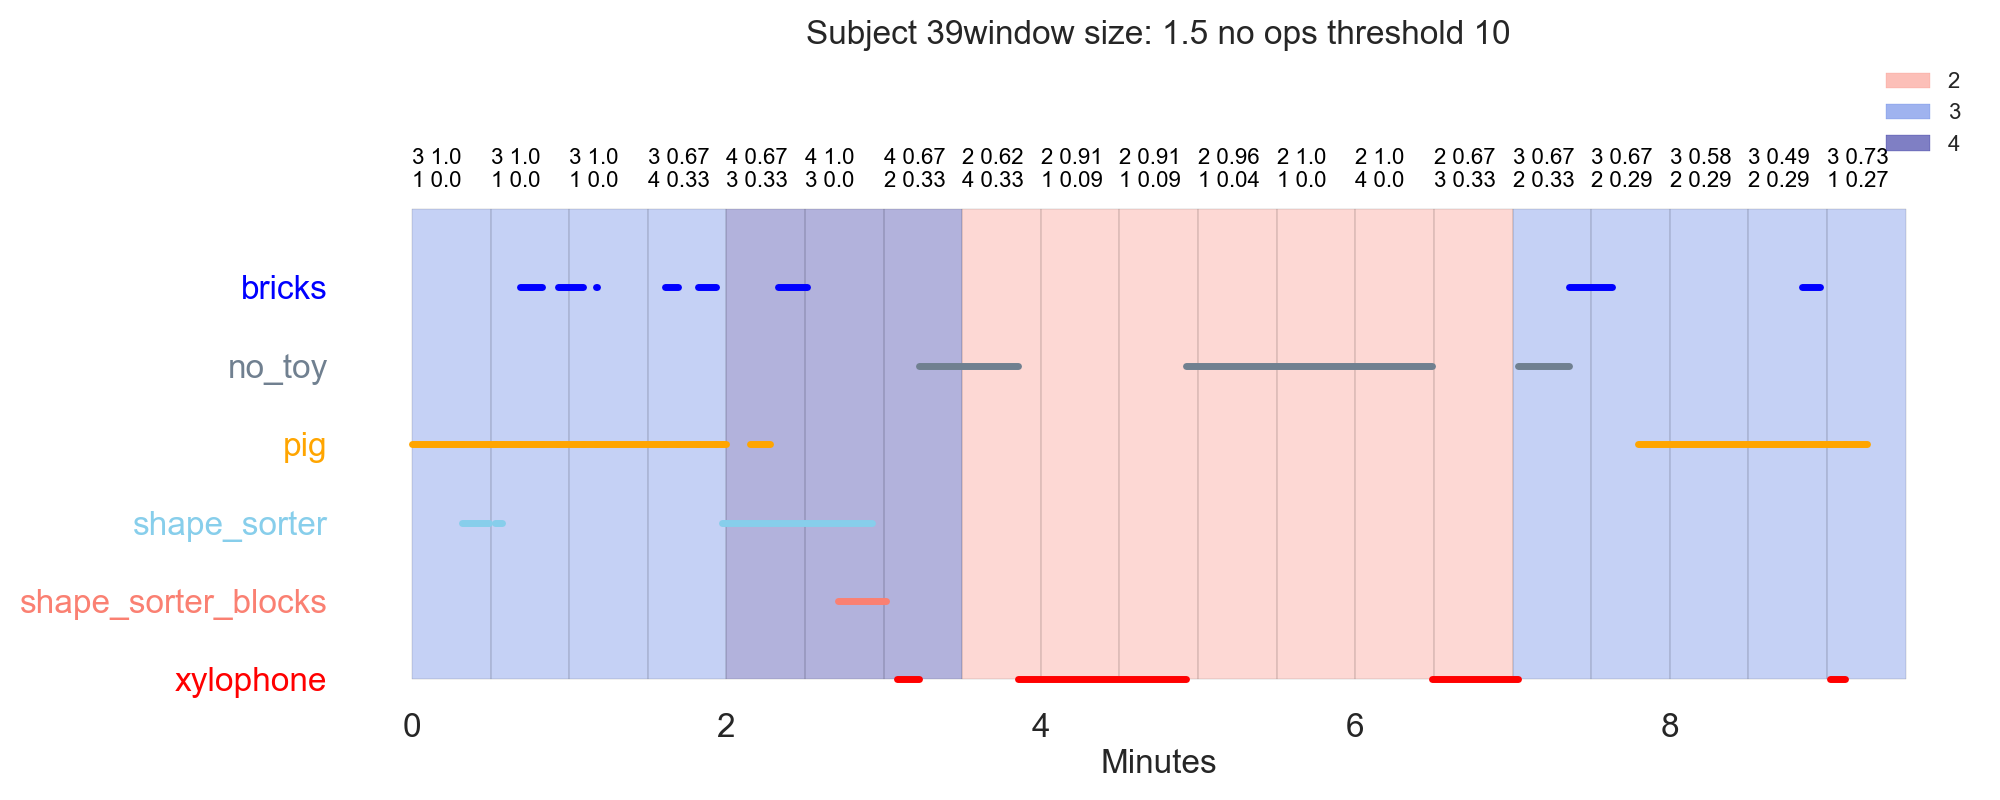 Subject 39window size: 1.5 no ops threshold 10
2
3
4
3 1.0 3 1.0 3 1.0 3 0.67 4 0.67 4 1.0 4 0.67 2 0.62 2 0.91 2 0.91 2 0.96 2 1.0 2 1.0 2 0.67 3 0.67 3 0.67 3 0.58 3 0.49 3 0.73
1 0.0 1 0.0 1 0.0 4 0.33 3 0.33 3 0.0 2 0.33 4 0.33 1 0.09 1 0.09 1 0.04 1 0.0 4 0.0 3 0.33 2 0.33 2 0.29 2 0.29 2 0.29 1 0.27
bricks
no_toy
pig
shape_sorter
shape_sorter_blocks
xylophone
0 2 4 6 8
Minutes